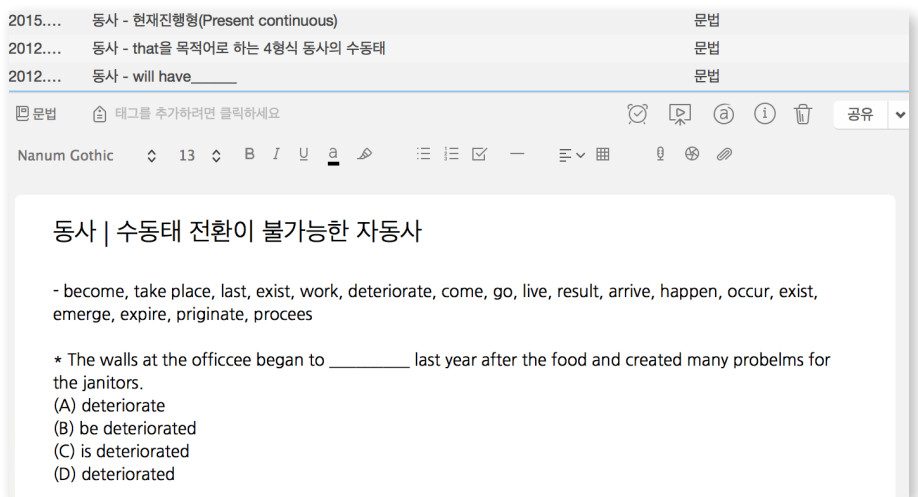 2015.... 동사 - 현재진행형(Present continuous) 문법
2012.... 동사 - that을 목적어로 하는 4형식 동사의 수동태 문법
2012.... 동사 - will have______ 문법
문법 태그를 추가하려면 클릭하세요 공유
Nanum Gothic 13 B I U a
동사 | 수동태 전환이 불가능한 자동사
- become, take place, last, exist, work, deteriorate, come, go, live, result, arrive, happen, occur, exist,
emerge, expire, priginate, procees
* The walls at the officcee began to _________ last year after the food and created many probelms for
the janitors.
(A) deteriorate
(B) be deteriorated
(C) is deteriorated
(D) deteriorated